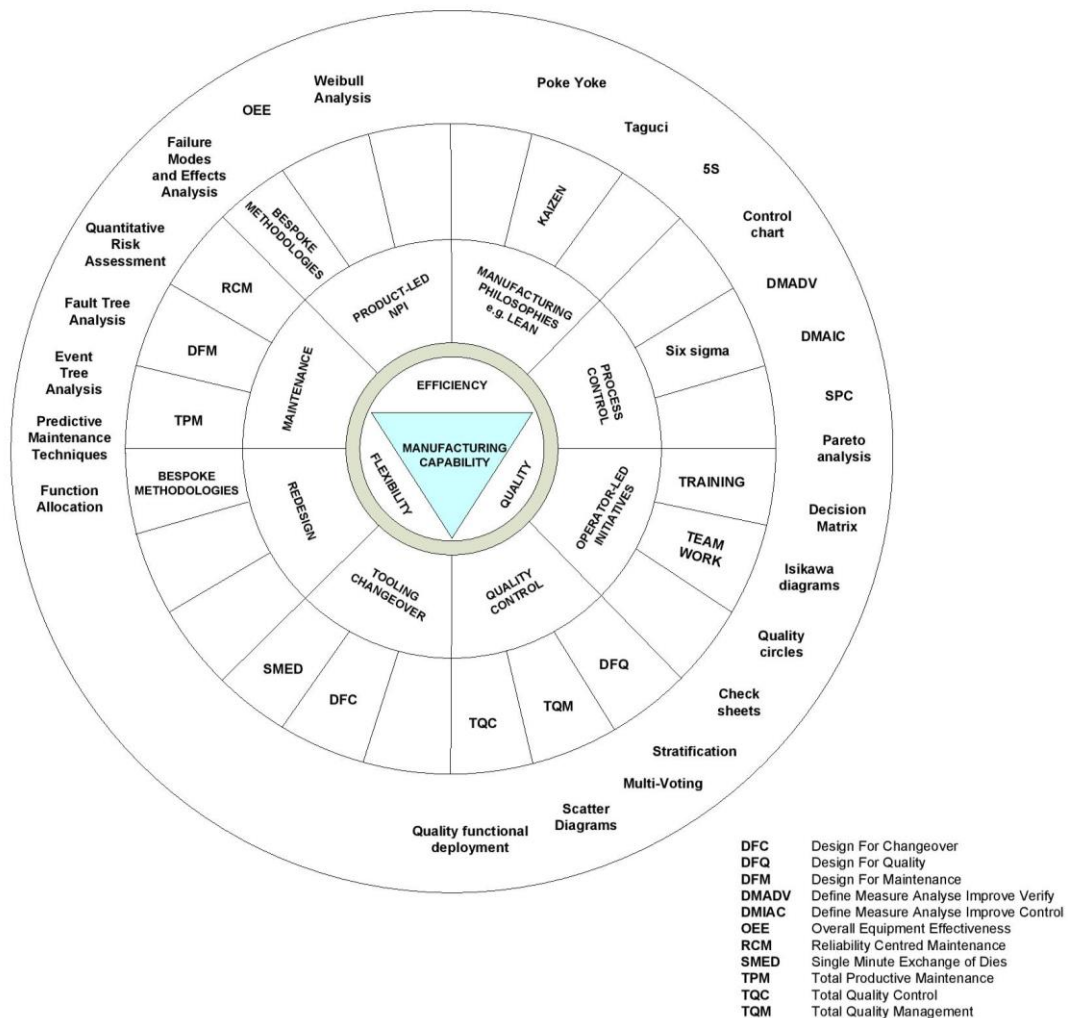 Weibull
Analysis
OEE
Failure
Modes
and Effects
Analysis
Quantitative
Risk
Assessment
Fault Tree
Analysis
Event
Tree
Analysis
Predictive
Maintenance
Techniques
Function
Allocation
Poke Yoke
Taguci
5S
Control
chart
DMADV
DMAIC
SPC
Pareto
analysis
Decision
Matrix
Isikawa
diagrams
Quality
circles
Check
sheets
Stratification
Multi-Voting
Scatter
Diagrams
Quality functional
deployment
BESPOKE
METHODOLOGIES
KAIZEN
RCM
DFM
TPM
BESPOKE
METHODOLOGIES
Six sigma
TRAINING
TEAM
WORK
SMED
DFC
TQC
TQM
DFQ
PRODUCT-LED
NPI
MANUFACTURING
PHILOSOPHIES
e.g. LEAN
MAINTENANCE
PROCESS
CONTROL
REDESIGN
OPERATOR-LED
INITIATIVES
TOOLING
CHANGEOVER
QUALITY
CONTROL
EFFICIENCY
MANUFACTURING
CAPABILITY
FLEXIBILITY
QUALITY
DFC Design For Changeover
DFQ Design For Quality
DFM Design For Maintenance
DMADV Define Measure Analyse Improve Verify
DMIAC Define Measure Analyse Improve Control
OEE Overall Equipment Effectiveness
RCM Reliability Centred Maintenance
SMED Single Minute Exchange of Dies
TPM Total Productive Maintenance
TQC Total Quality Control
TQM Total Quality Management